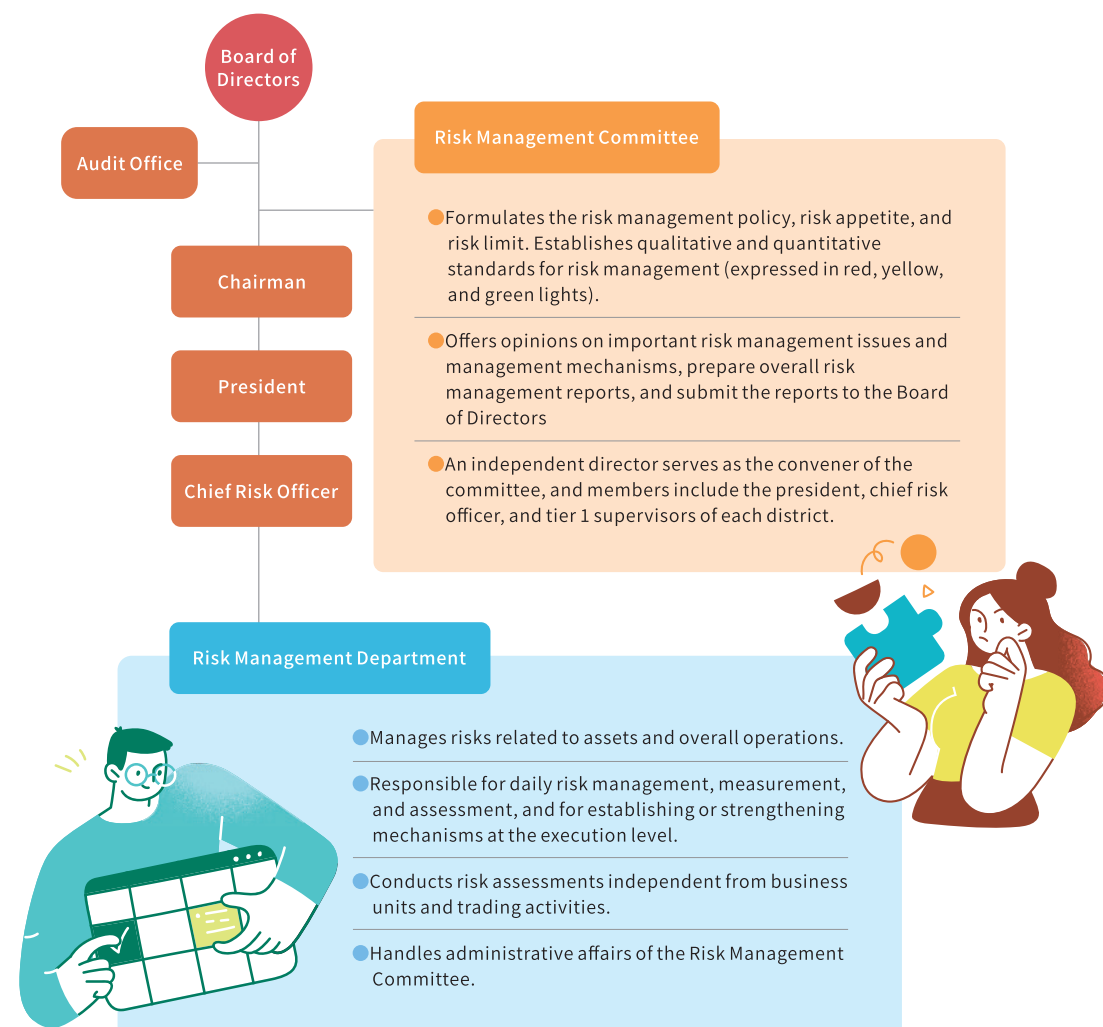 Board of
Directors
Audit Office
Chairman
President
Chief Risk Officer
Risk Management Committee
●Formulates the risk management policy, risk appetite, and
risk limit. Establishes qualitative and quantitative
standards for risk management (expressed in red, yellow,
and green lights).
●Offers opinions on important risk management issues and
management mechanisms, prepare overall risk
management reports, and submit the reports to the Board
of Directors
●An independent director serves as the convener of the
committee, and members include the president, chief risk
officer, and tier 1 supervisors of each district.
Risk Management Department
●Manages risks related to assets and overall operations.
●Responsible for daily risk management, measurement,
and assessment, and for establishing or strengthening
mechanisms at the execution level.
●Conducts risk assessments independent from business
units and trading activities.
●Handles administrative affairs of the Risk Management
Committee.